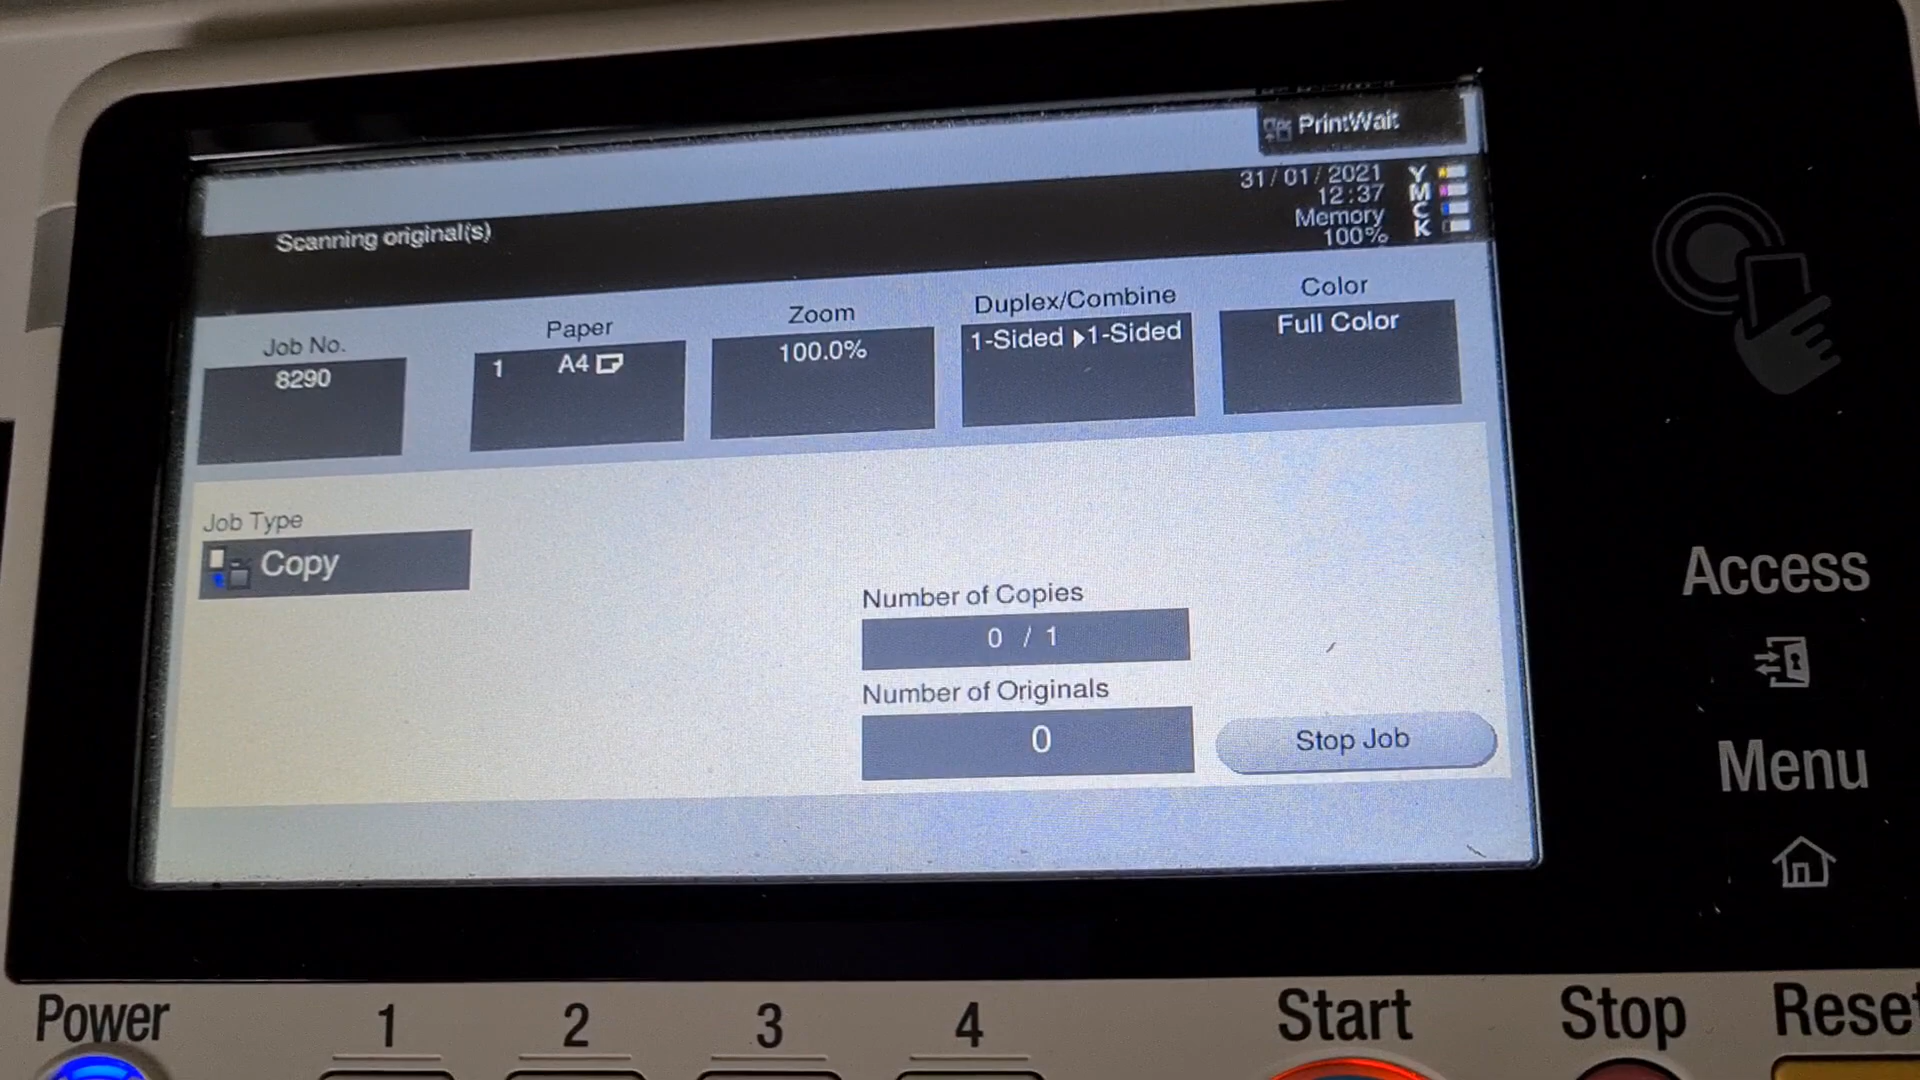 PrintWait
31/01/2021
12:37
Memory
100%
Y
M
C
K
Scanning original(s)
Job No.
8290
Paper
1 A4
Zoom
100.0%
Duplex/Combine
1-Sided ▶1-Sided
Color
Full Color
Job Type
Copy
Number of Copies
0 / 1
Number of Originals
0
Stop Job
Access
Menu
Power
1
2
3
4
Start
Stop
Reset